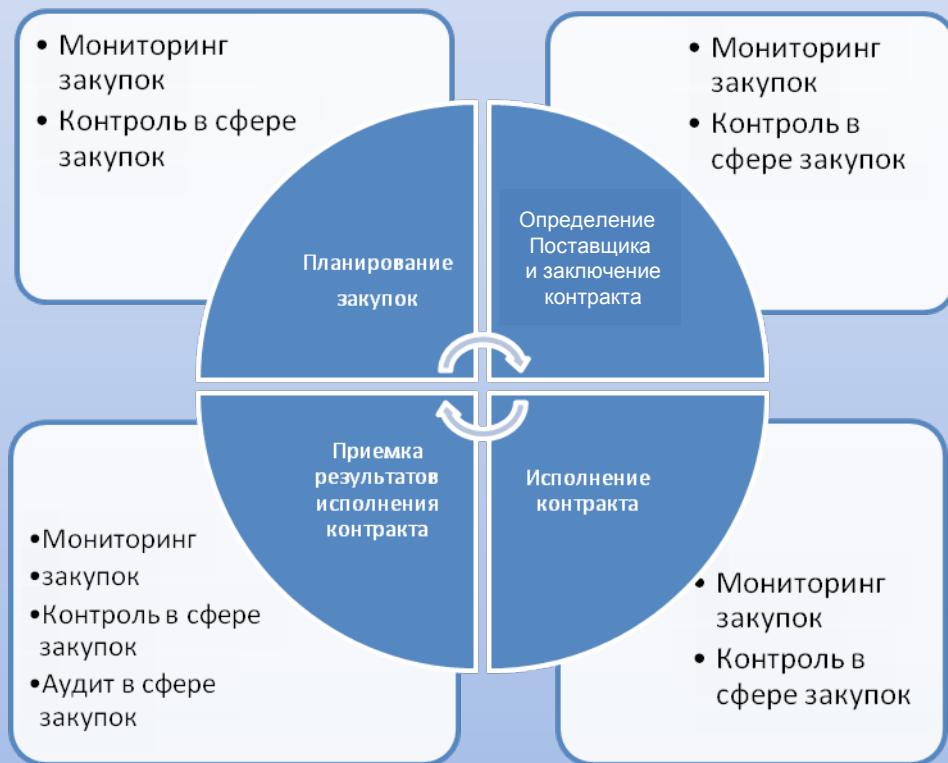 • Мониторинг
закупок
• Контроль в сфере
закупок
• Мониторинг
закупок
• Контроль в
сфере закупок
Планирование
закупок
Определение
Поставщика
и заключение
контракта
Приемка
результатов
исполнения
контракта
Исполнение
контракта
•Мониторинг
•закупок
•Контроль в сфере
закупок
•Аудит в сфере
закупок
• Мониторинг
закупок
• Контроль в
сфере закупок